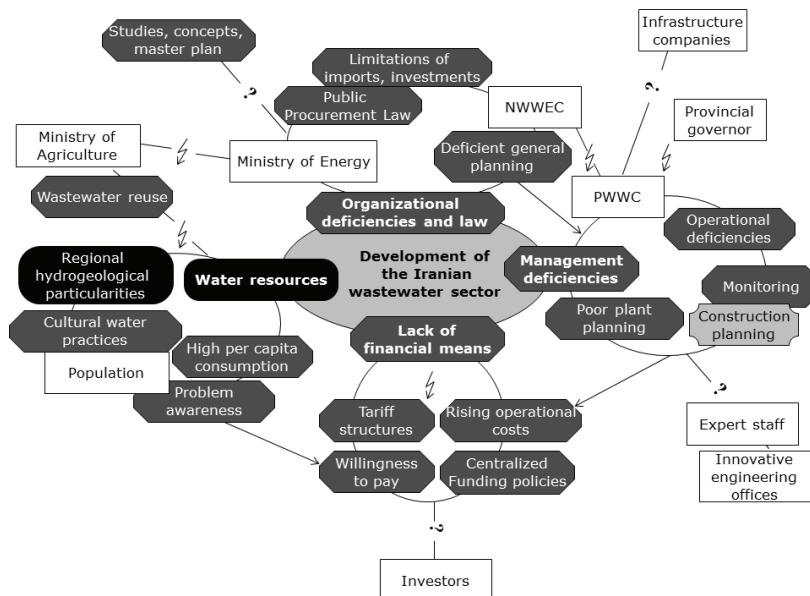 Studies, concepts,
master plan
?
Limitations of
imports, investments
Public
Procurement Law
Infrastructure
companies
?
NWWEC
Provincial
governor
Ministry of
Agriculture
Ministry of Energy
Deficient general
planning
PWWC
Wastewater reuse
Organizational
deficiencies and law
Operational
deficiencies
Regional
hydrogeological
particularities
Water resources
Development of
the Iranian
wastewater sector
Management
deficiencies
Monitoring
Cultural water
practices
Lack of
financial means
Poor plant
planning
Construction
planning
Population
High per capita
consumption
Problem
awareness
?
Tariff
structures
Rising operational
costs
Expert staff
Willingness
to pay
Centralized
Funding policies
Innovative
engineering
offices
?
Investors